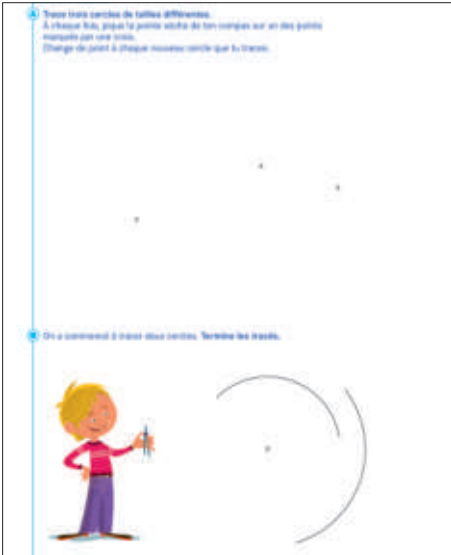 A Trace trois cercles de tailles différentes.
À chaque fois, pique la pointe sèche de ton compas sur un des points
marqués par une croix.
Change de point à chaque nouveau cercle que tu traces.
B On a commencé à tracer deux cercles. Termine les tracés.